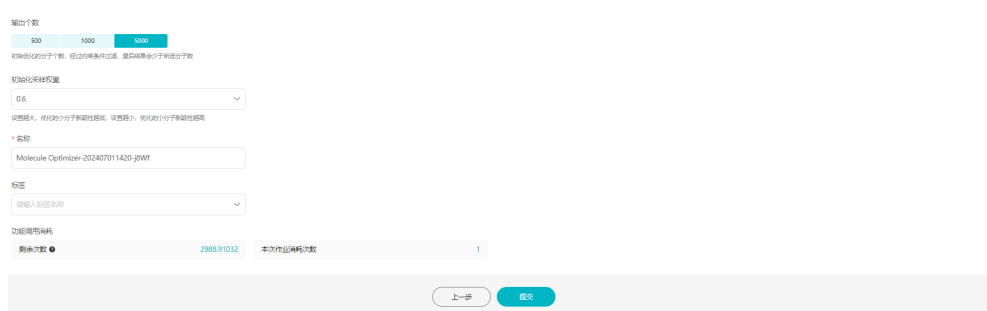 输出个数
500 1000 5000
初始优化的分子个数，经过约束条件过滤，最后结果会少于所选分子数
初始化采样权重
0.6
设置越大，优化的小分子新颖性越低，设置越小，优化的小分子新颖性越高
* 名称
Molecule Optimizer-202407011420-j8Wf
标签
请输入标签名称
功能调用消耗
剩余次数 2988.91032 本次作业消耗次数 1
上一步 提交